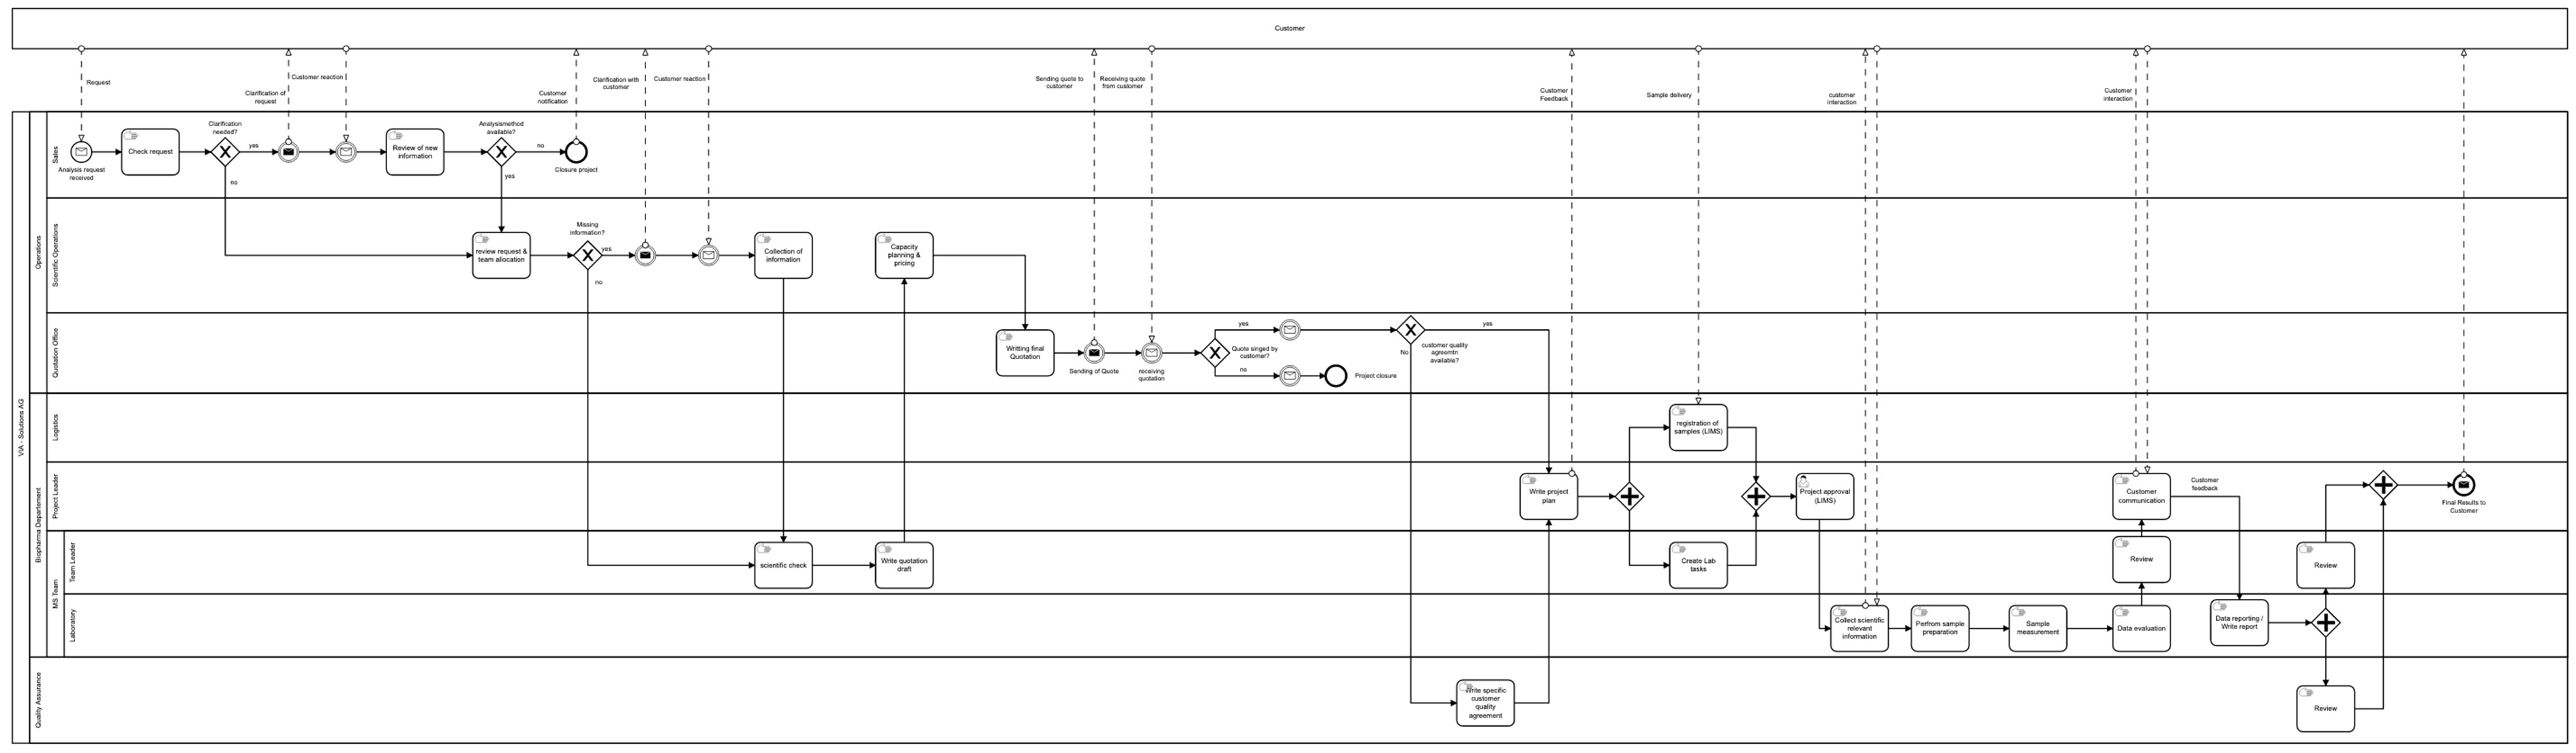 Customer
Request
Clarification of
request
Customer reaction
Customer
notification
Clarification with
customer
Customer reaction
Sending quote to
customer
Receiving quote
from customer
Customer
Feedback
Sample delivery
customer
interaction
Customer
interaction
VIA - Solutions AG
Operations
Sales
Analysis request
received
Check request
Clarification
needed?
yes
no
Review of new
information
Analysismethod
available?
no
yes
Closure project
Scientific Operations
review request &
team allocation
Missing
information?
yes
no
Collection of
information
Capacity
planning &
pricing
Quotation Office
Writting final
Quotation
Sending of Quote
receiving
quotation
Quote singed by
customer?
yes
no
Project closure
customer quality
agreemtn
available?
yes
No
Biopharma Departement
Logistics
registration of
samples (LIMS)
Project Leader
Write project
plan
Project approval
(LIMS)
Customer
communication
Customer
feedback
Final Results to
Customer
MS Team
Team Leader
scientific check
Write quotation
draft
Create Lab
tasks
Review
Review
Laboratory
Collect scientific
relevant
information
Perfrom sample
preparation
Sample
measurement
Data evaluation
Data reporting /
Write report
Quality Assurance
Write specific
customer
quality
agreement
Review